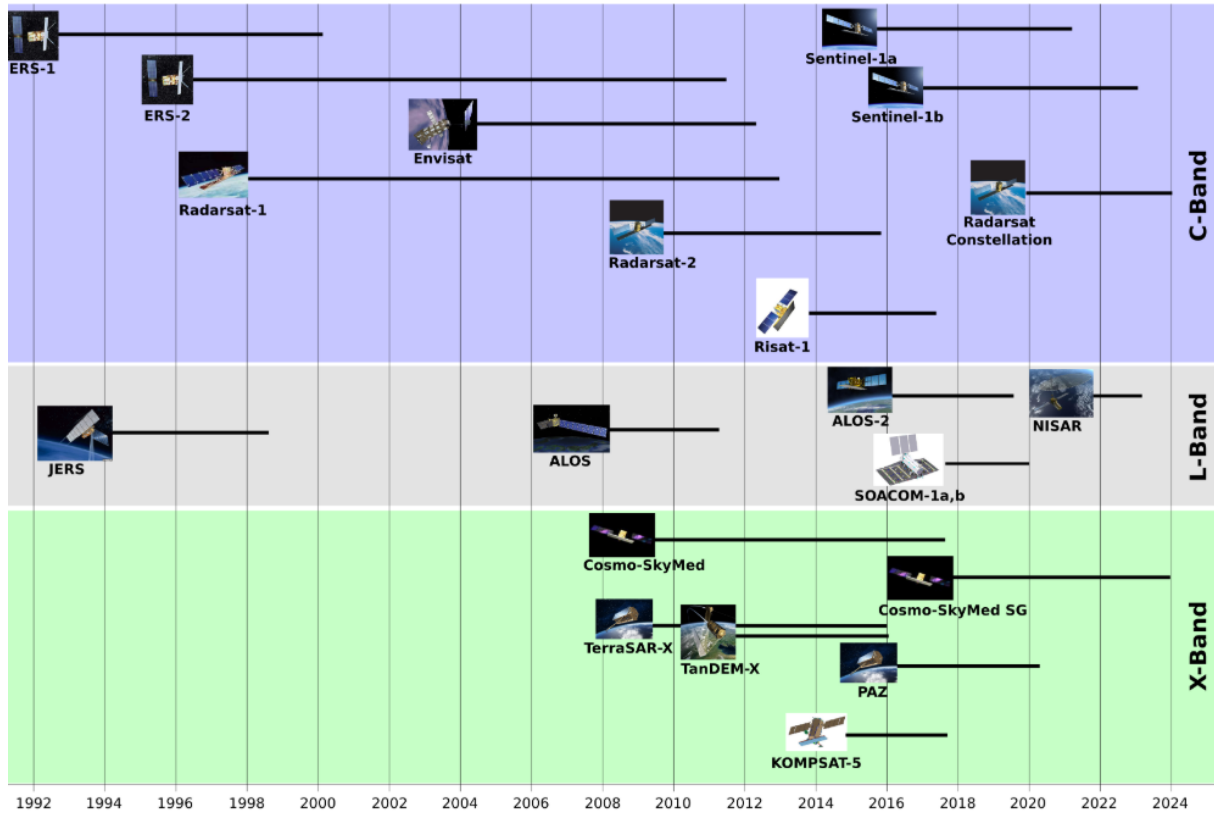 ERS-1
ERS-2
Envisat
Radarsat-1
Radarsat-2
Risat-1
Sentinel-1a
Sentinel-1b
Radarsat
Constellation
C-Band
JERS
ALOS
ALOS-2
SOACOM-1a,b
NISAR
L-Band
Cosmo-SkyMed
Cosmo-SkyMed SG
TerraSAR-X
TanDEM-X
PAZ
KOMPSAT-5
X-Band
1992 1994 1996 1998 2000 2002 2004 2006 2008 2010 2012 2014 2016 2018 2020 2022 2024